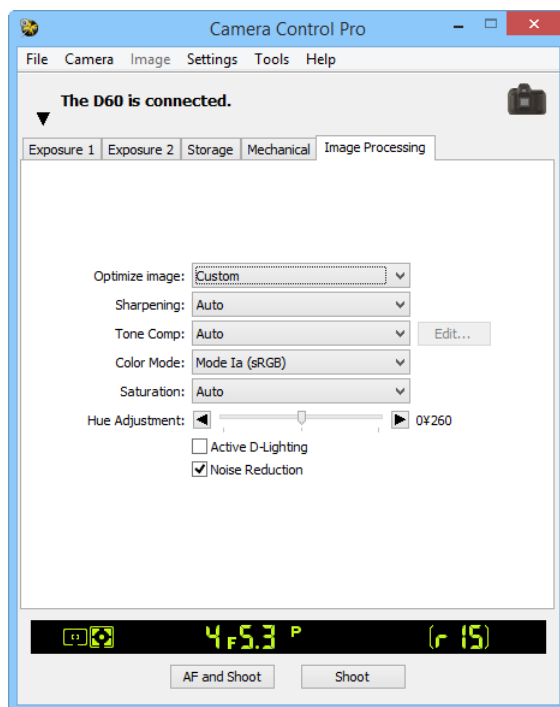 Camera Control Pro
File Camera Image Settings Tools Help
The D60 is connected.
Exposure 1 Exposure 2 Storage Mechanical Image Processing
Optimize image: Custom
Sharpening: Auto
Tone Comp: Auto Edit...
Color Mode: Mode Ia (sRGB)
Saturation: Auto
Hue Adjustment: 0¥260
Active D-Lighting
Noise Reduction
4 F5.3 P (r 15)
AF and Shoot Shoot